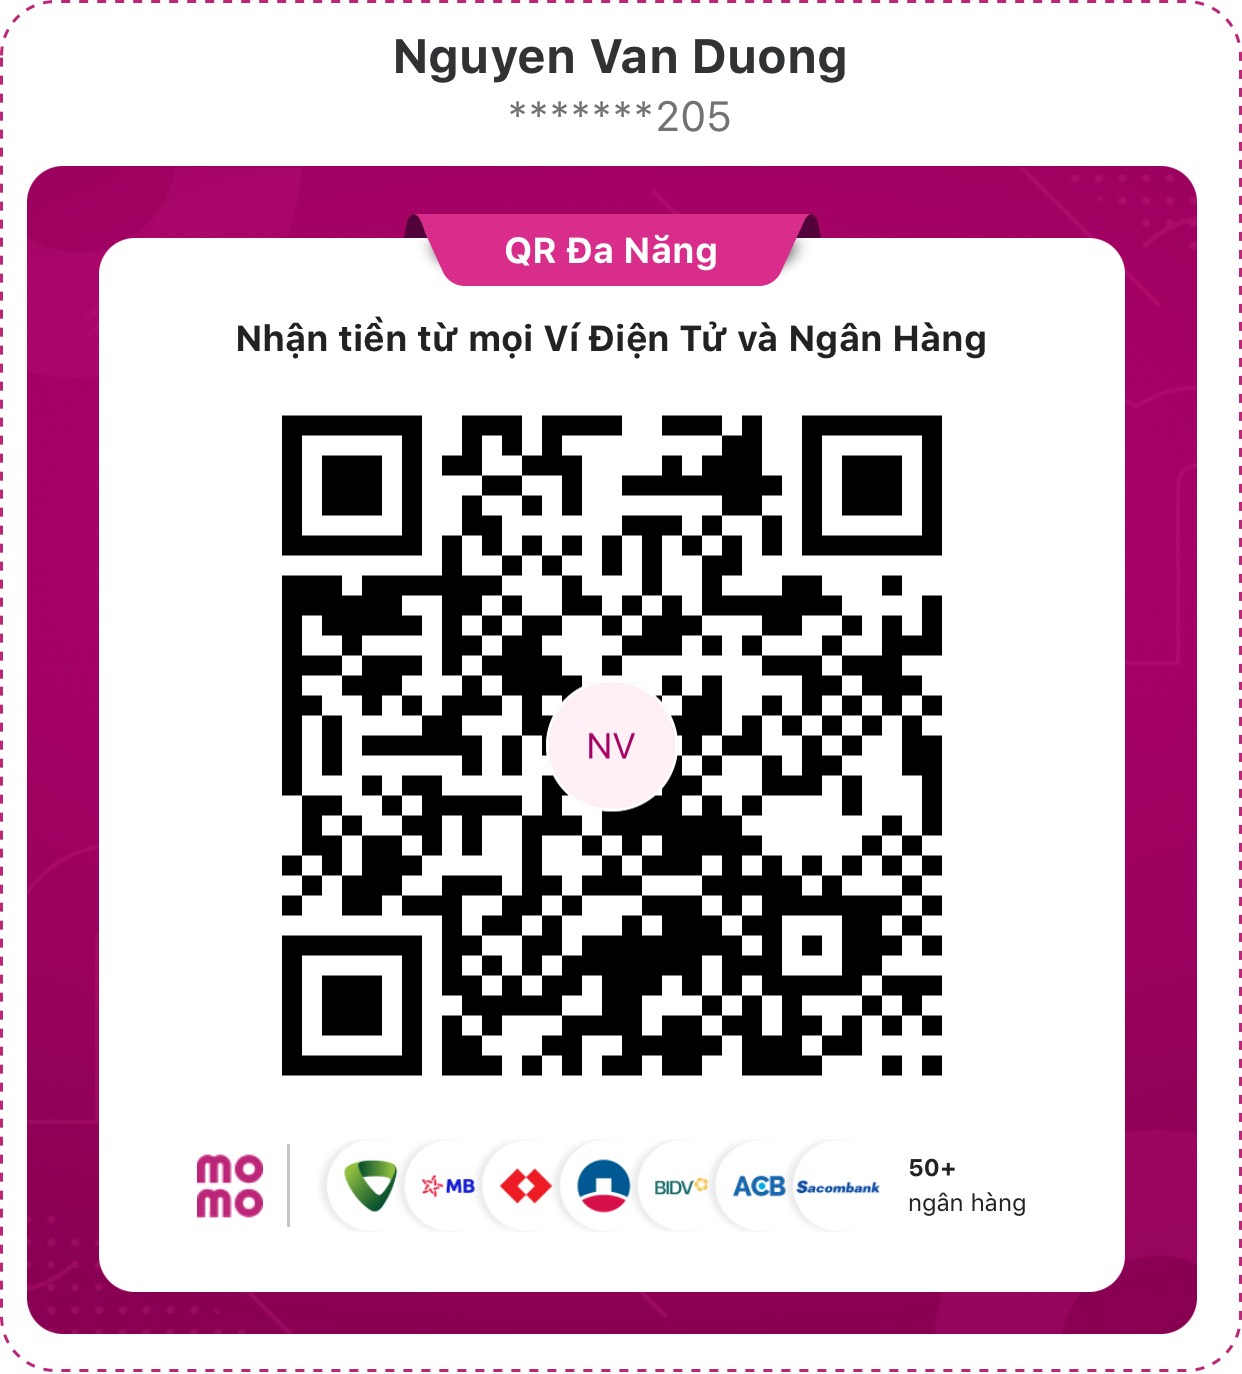 Nguyen Van Duong
*******205
QR Đa Năng
Nhận tiền từ mọi Ví Điện Tử và Ngân Hàng
NV
mo
mo
MB
BIDV
ACB
Sacombank
50+
ngân hàng